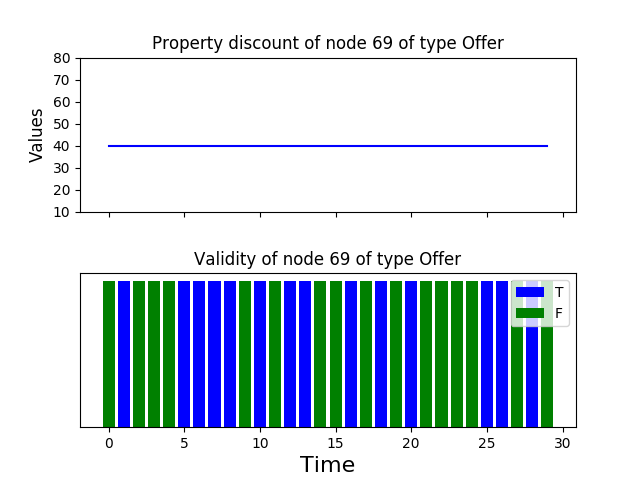 Property discount of node 69 of type Offer
80
70
60
50
40
30
20
10
Values
Validity of node 69 of type Offer
T
F
0 5 10 15 20 25 30
Time